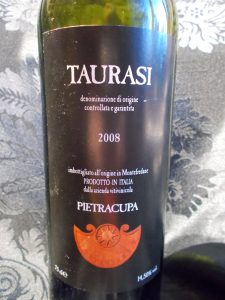 TAURASI
denominazione di origine
controllata e garantita
2008
imbottigliato all'origine in Montefredane
PRODOTTO IN ITALIA
dalla azienda vitivinicola
PIETRACUPA
75cl e
14,50% vol